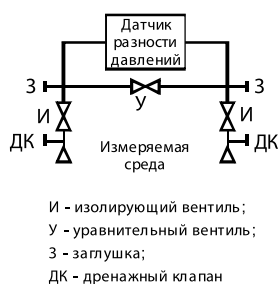 Датчик
разности
давлений
З
З
У
И
И
ДК
ДК
Измеряемая
среда
И - изолирующий вентиль;
У - уравнительный вентиль;
З - заглушка;
ДК - дренажный клапан